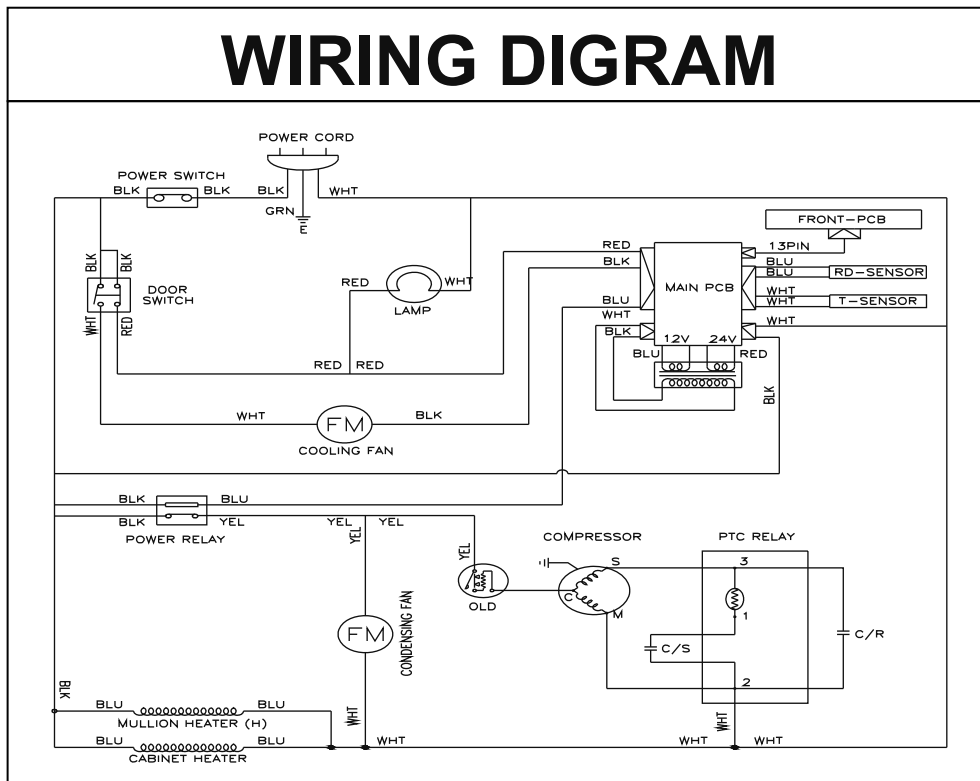 WIRING DIGRAM
POWER CORD
POWER SWITCH
BLK BLK BLK WHT
GRN
E
FRONT-PCB
13PIN
RED
BLK
BLU
BLU
RD-SENSOR
WHT
WHT
T-SENSOR
MAIN PCB
BLK
BLK
DOOR
SWITCH
WHT
RED
RED WHT
LAMP
BLU
WHT
BLK
WHT
12V 24V
BLU RED
BLK
RED RED
WHT BLK
FM
COOLING FAN
BLK BLU
BLK YEL YEL YEL
POWER RELAY
YEL
YEL
COMPRESSOR
PTC RELAY
S
C
M
OLD
3
1
2
C/S
C/R
FM
CONDENSING FAN
BLK
BLU BLU
MULLION HEATER (H)
WHT
WHT
BLU BLU WHT WHT WHT
CABINET HEATER